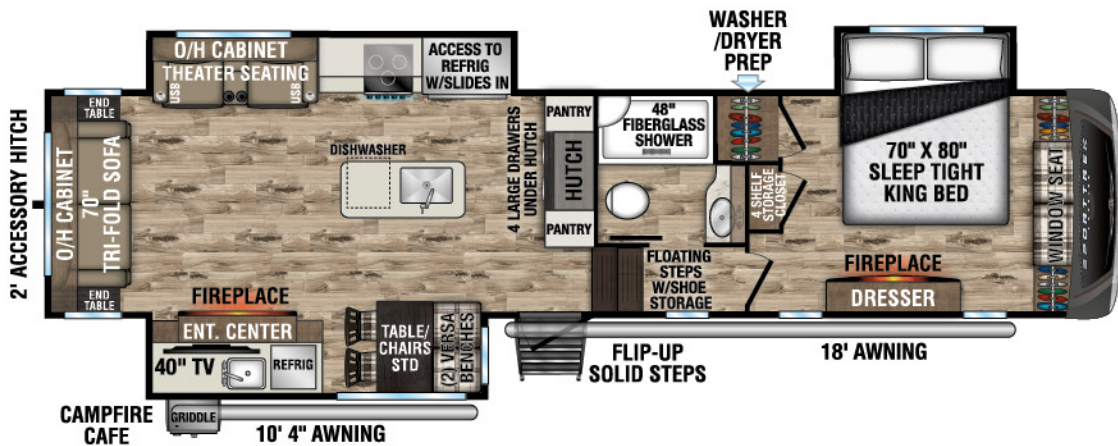 WASHER
/DRYER
PREP
O/H CABINET
THEATER SEATING
USB
USB
ACCESS TO
REFRIG
W/SLIDES IN
2' ACCESSORY HITCH
O/H CABINET
END
TABLE
70"
TRI-FOLD SOFA
END
TABLE
DISHWASHER
4 LARGE DRAWERS
UNDER HUTCH
PANTRY
HUTCH
PANTRY
48"
FIBERGLASS
SHOWER
4 SHELF
STORAGE
CLOSET
70" X 80"
SLEEP TIGHT
KING BED
WINDOW SEAT
SPORTTREK
FLOATING
STEPS
W/SHOE
STORAGE
FIREPLACE
DRESSER
FIREPLACE
ENT. CENTER
40" TV
REFRIG
TABLE/
CHAIRS
STD
(2) VERSA
BENCHES
FLIP-UP
SOLID STEPS
18' AWNING
CAMPFIRE
CAFE
GRIDDLE
10' 4" AWNING